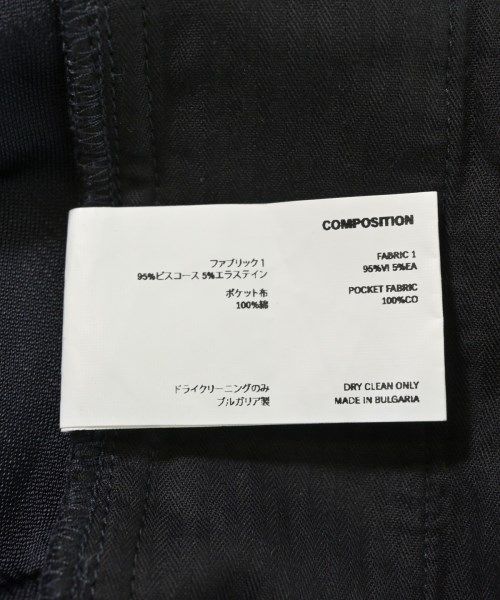 COMPOSITION
ファブリック1
95%ビスコース 5%エラステイン
ポケット布
100%綿
ドライクリーニングのみ
ブルガリア製
FABRIC 1
95%VI 5%EA
POCKET FABRIC
100%CO
DRY CLEAN ONLY
MADE IN BULGARIA